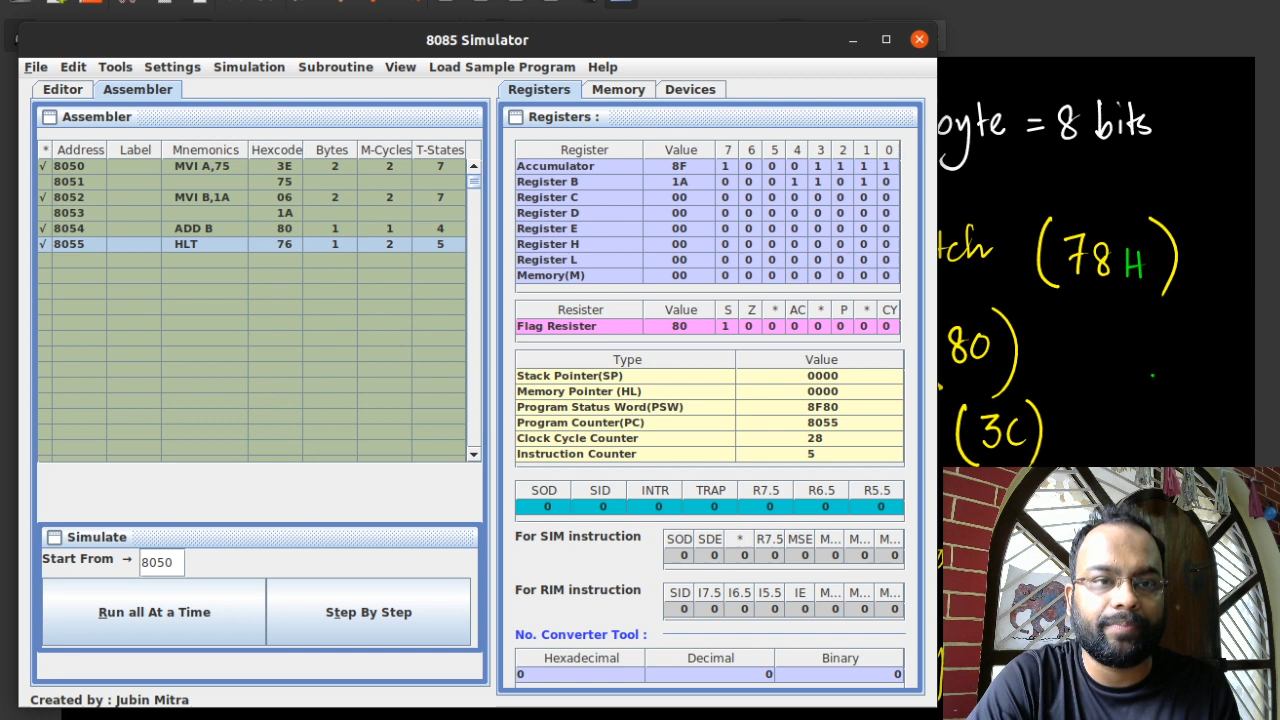 8085 Simulator
File Edit Tools Settings Simulation Subroutine View Load Sample Program Help
Editor Assembler
Assembler
* Address Label Mnemonics Hexcode Bytes M-Cycles T-States
√ 8050 MVI A,75 3E 2 2 7
8051 75
√ 8052 MVI B,1A 06 2 2 7
8053 1A
√ 8054 ADD B 80 1 1 4
√ 8055 HLT 76 1 2 5
Simulate
Start From → 8050
Run all At a Time Step By Step
Created by : Jubin Mitra
Registers Memory Devices
Registers :
Register Value 7 6 5 4 3 2 1 0
Accumulator 8F 1 0 0 0 1 1 1 1
Register B 1A 0 0 0 1 1 0 1 0
Register C 00 0 0 0 0 0 0 0 0
Register D 00 0 0 0 0 0 0 0 0
Register E 00 0 0 0 0 0 0 0 0
Register H 00 0 0 0 0 0 0 0 0
Register L 00 0 0 0 0 0 0 0 0
Memory(M) 00 0 0 0 0 0 0 0 0
Resister Value S Z * AC * P * CY
Flag Resister 80 1 0 0 0 0 0 0 0
Type Value
Stack Pointer(SP) 0000
Memory Pointer (HL) 0000
Program Status Word(PSW) 8F80
Program Counter(PC) 8055
Clock Cycle Counter 28
Instruction Counter 5
SOD SID INTR TRAP R7.5 R6.5 R5.5
0 0 0 0 0 0 0
For SIM instruction
SOD SDE * R7.5 MSE M... M... M...
0 0 0 0 0 0 0 0
For RIM instruction
SID I7.5 I6.5 I5.5 IE M... M... M...
0 0 0 0 0 0 0 0
No. Converter Tool :
Hexadecimal Decimal Binary
0 0 0
byte = 8 bits
tch (78 H)
80)
(3C)